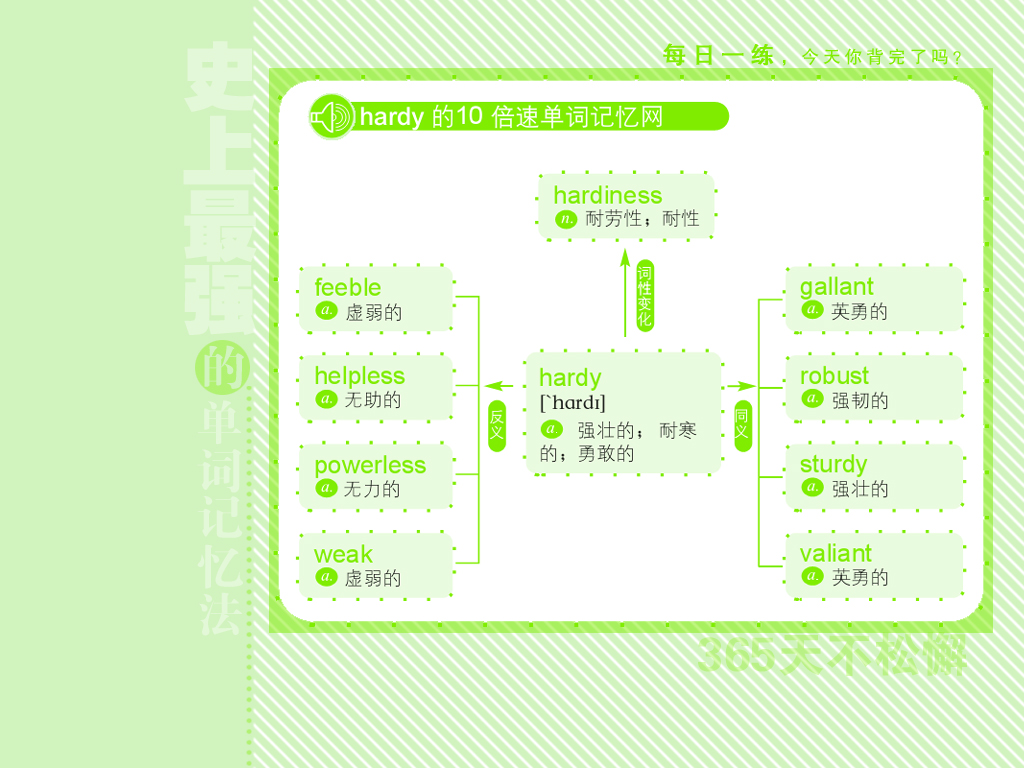 每日一练，今天你背完了吗?
史上最强的单词记忆法
hardy 的10 倍速单词记忆网
hardiness
n. 耐劳性；耐性
词性变化
feeble
a. 虚弱的
helpless
a. 无助的
powerless
a. 无力的
weak
a. 虚弱的
反义
hardy
[`hɑrdɪ]
a. 强壮的； 耐寒
的；勇敢的
同义
gallant
a. 英勇的
robust
a. 强韧的
sturdy
a. 强壮的
valiant
a. 英勇的
365天不松懈